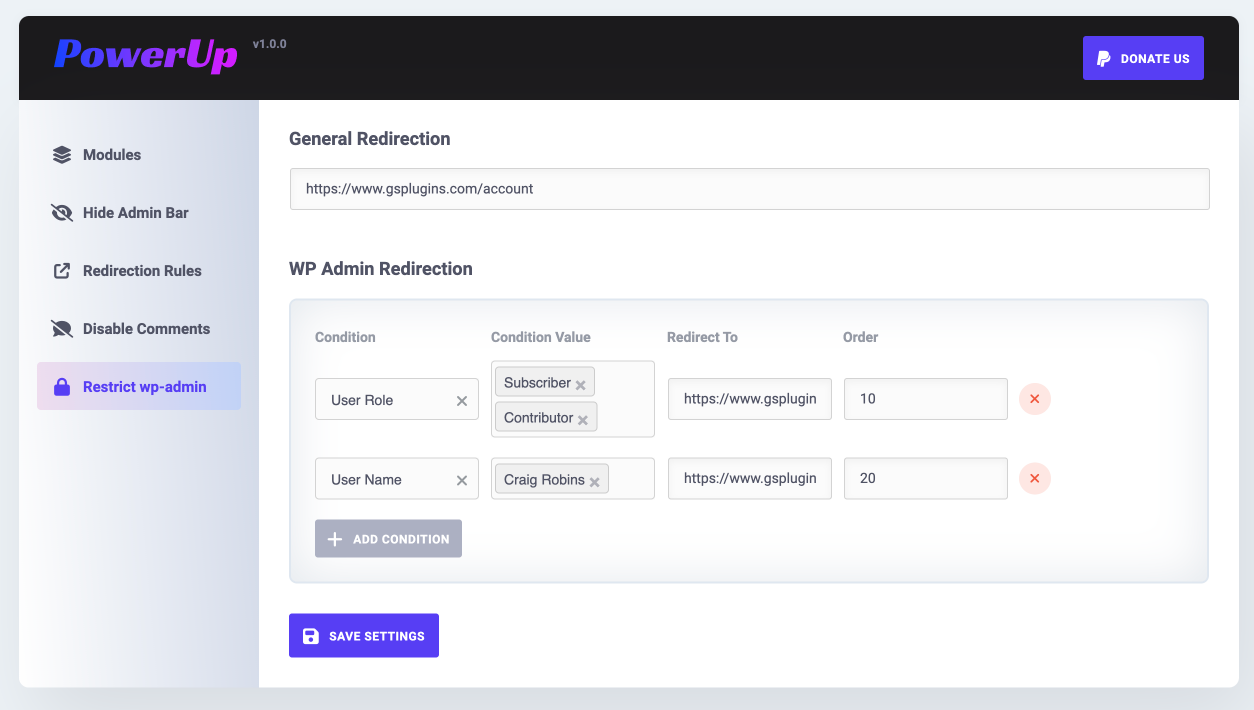 PowerUp v1.0.0
DONATE US
Modules
Hide Admin Bar
Redirection Rules
Disable Comments
Restrict wp-admin
General Redirection
https://www.gsplugins.com/account
WP Admin Redirection
Condition Condition Value Redirect To Order
User Role Subscriber Contributor https://www.gsplugin 10
User Name Craig Robins https://www.gsplugin 20
ADD CONDITION
SAVE SETTINGS